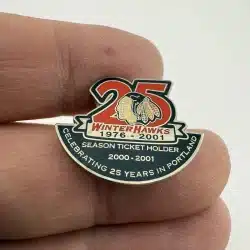 25
WINTERHAWKS
1976 - 2001
SEASON TICKET HOLDER
2000-2001
CELEBRATING 25 YEARS IN PORTLAND